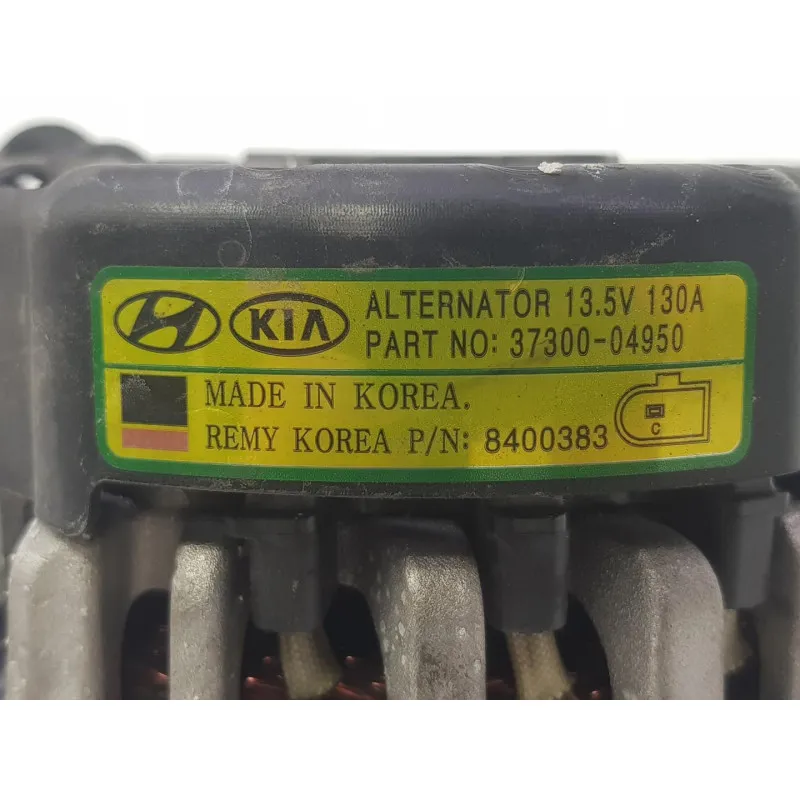 KIA ALTERNATOR 13.5V 130A
PART NO: 37300-04950
MADE IN KOREA.
REMY KOREA P/N: 8400383
C